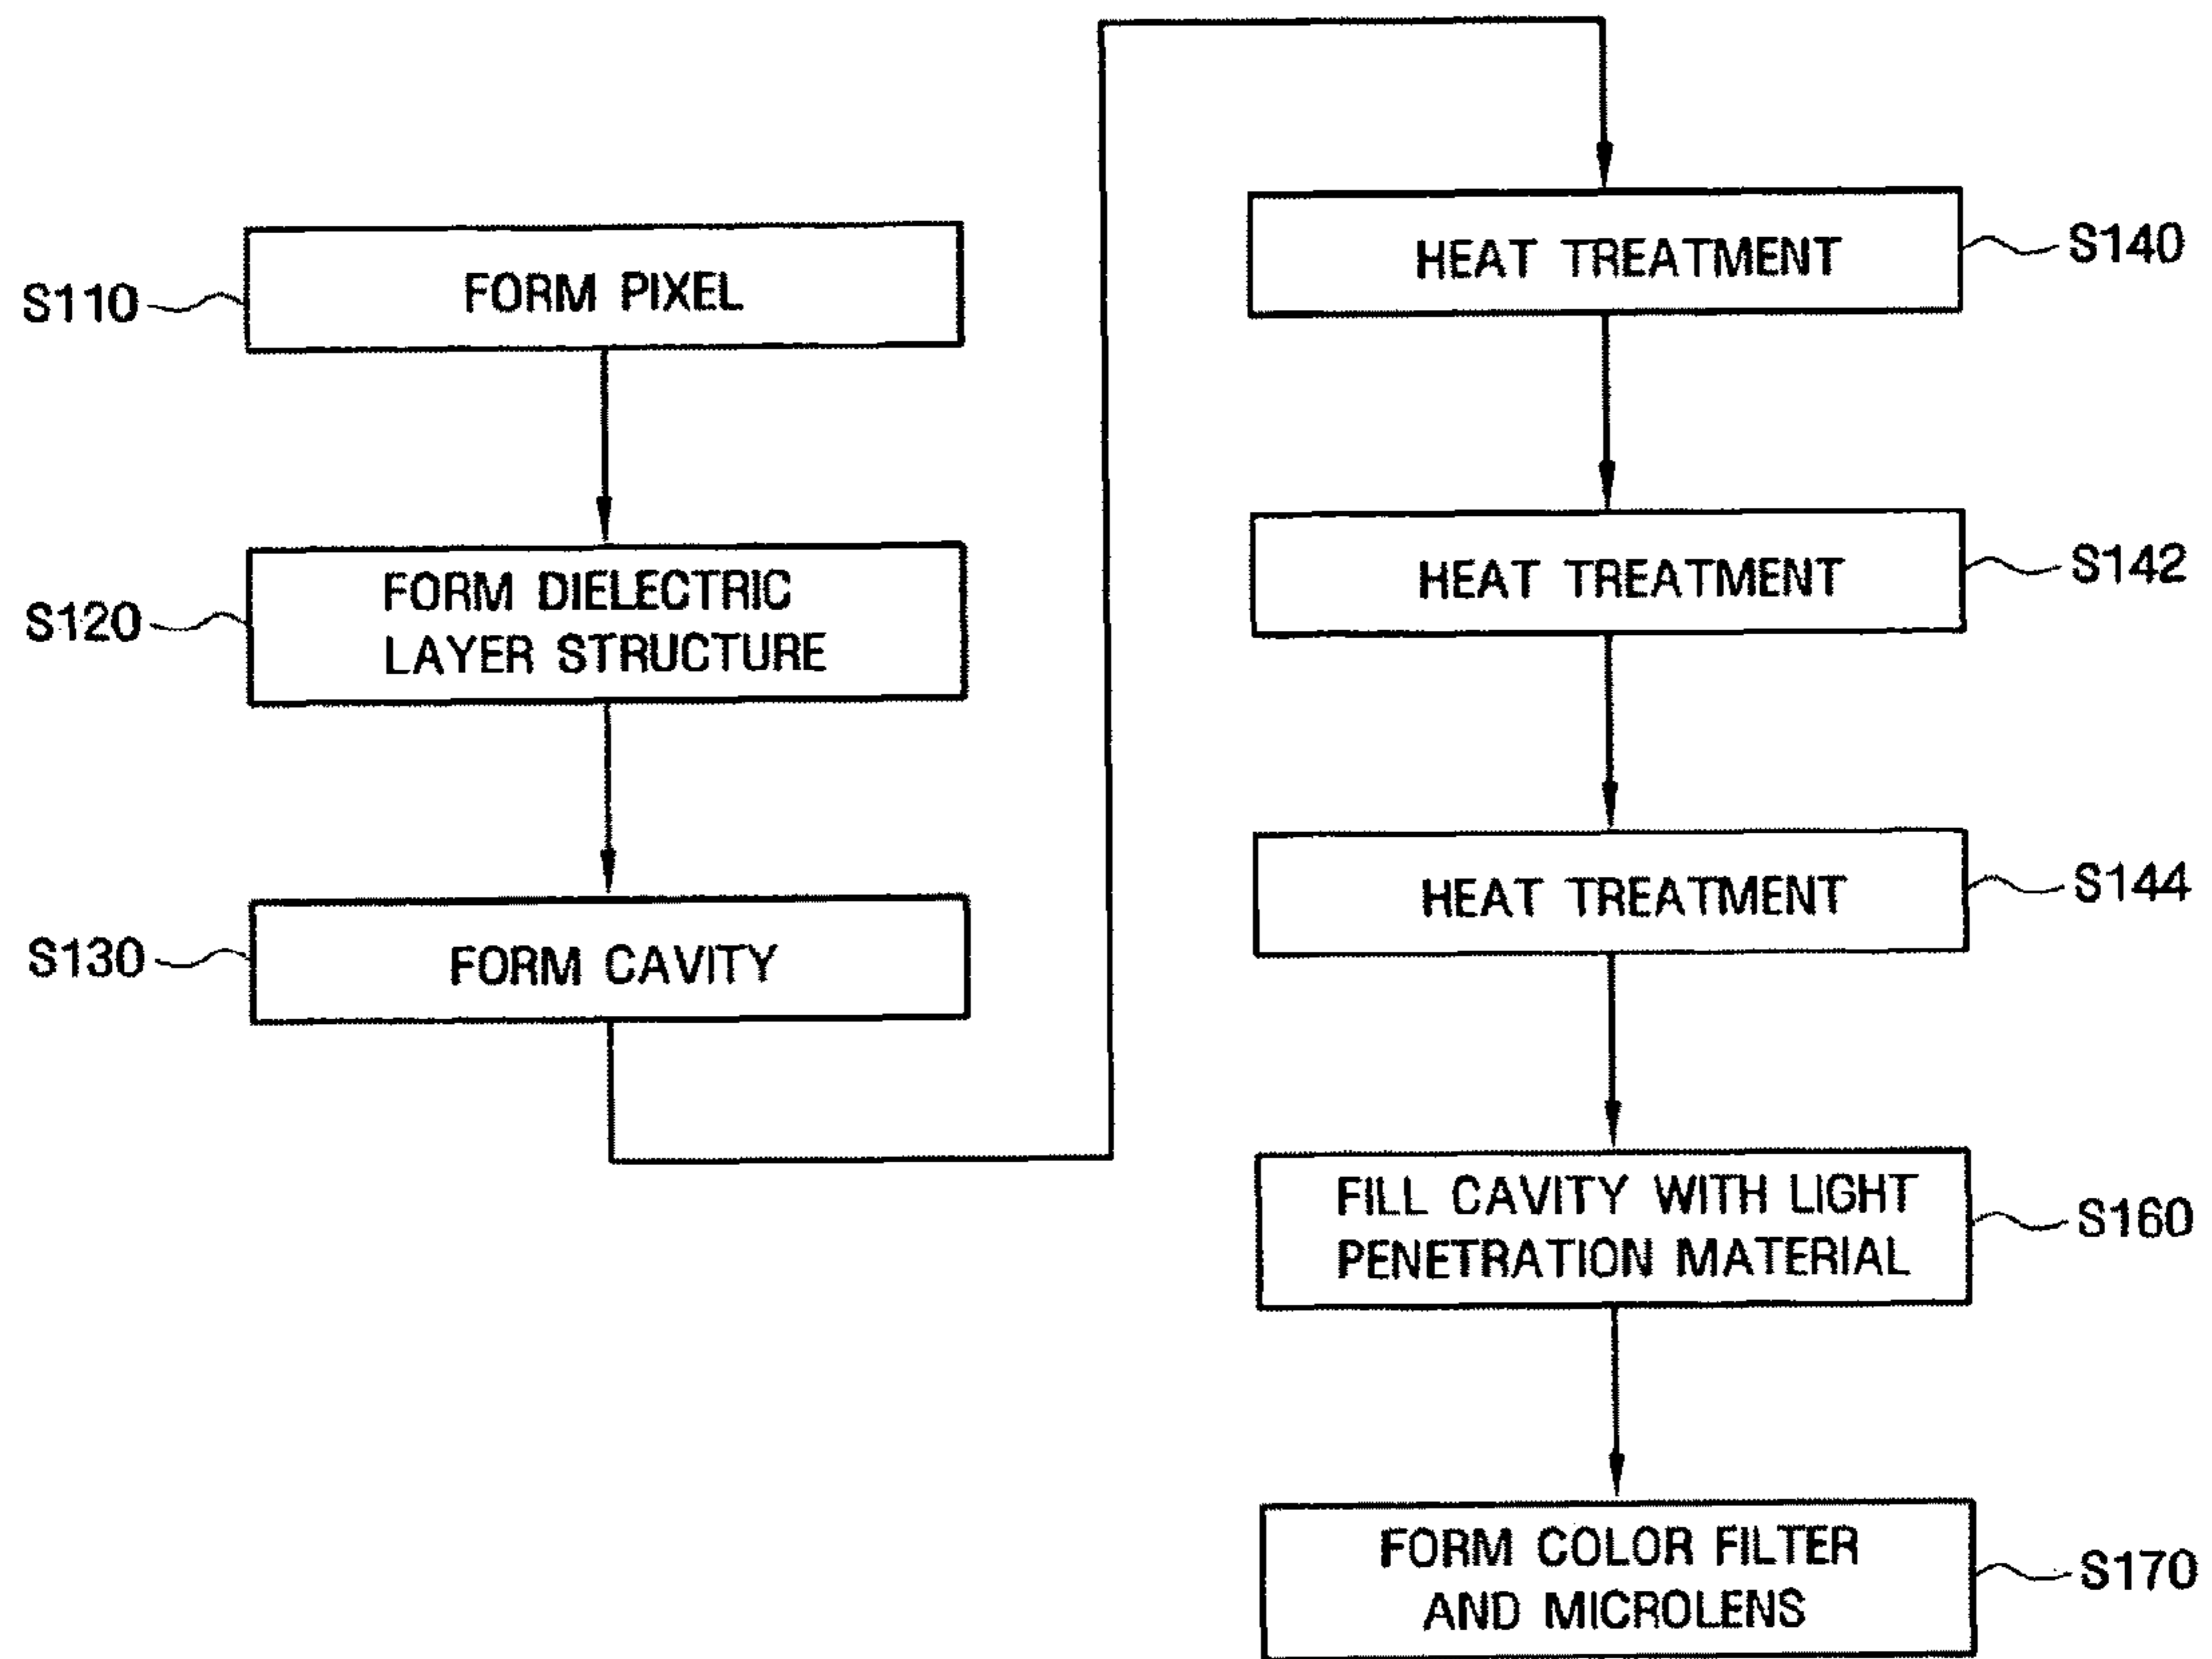 S110
FORM PIXEL
S120
FORM DIELECTRIC
LAYER STRUCTURE
S130
FORM CAVITY
HEAT TREATMENT
S140
HEAT TREATMENT
S142
HEAT TREATMENT
S144
FILL CAVITY WITH LIGHT
PENETRATION MATERIAL
S160
FORM COLOR FILTER
AND MICROLENS
S170